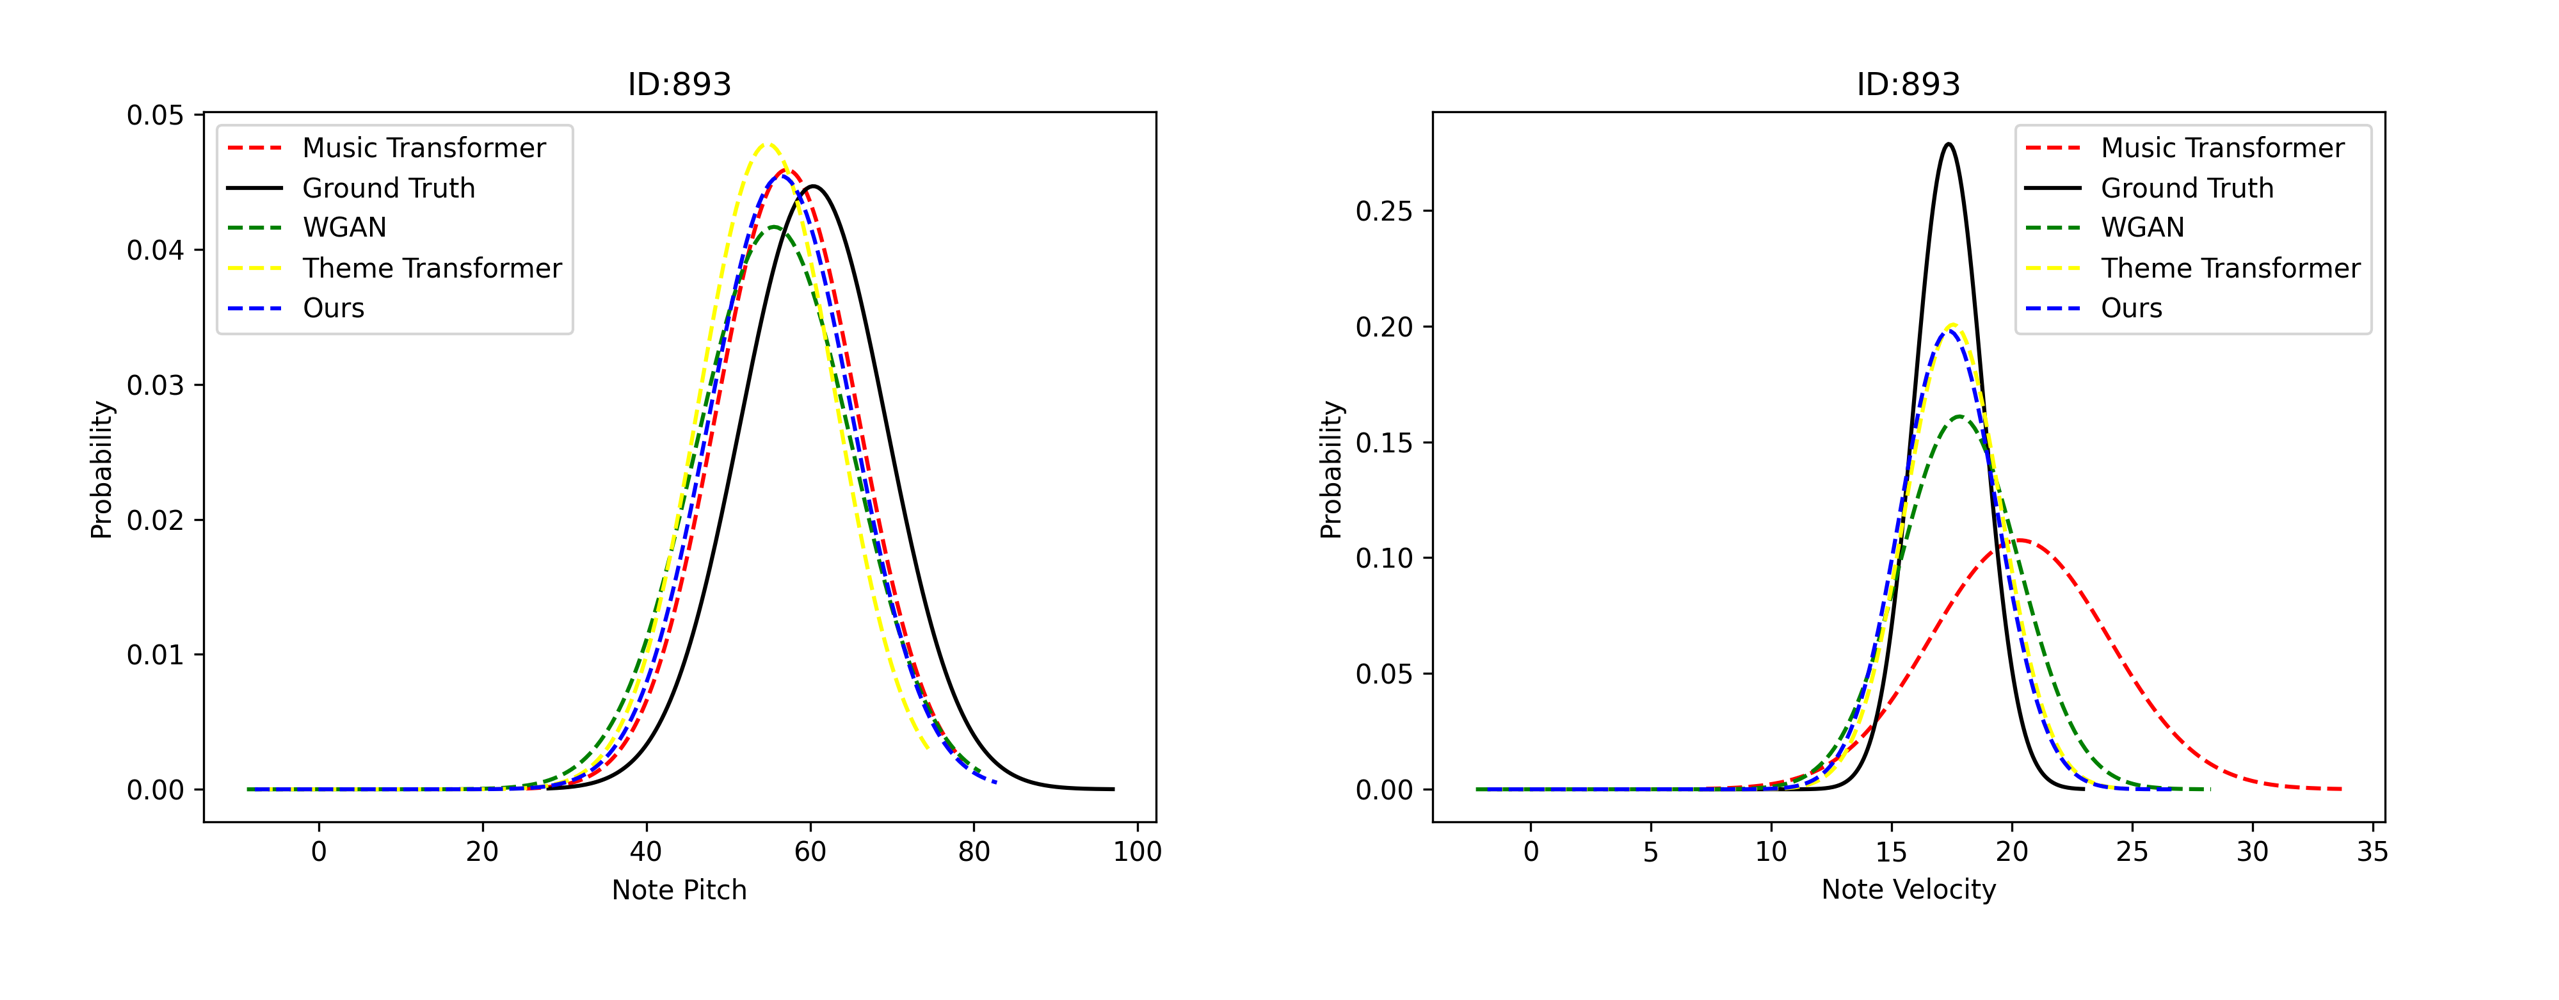 ID:893
0.05
0.04
0.03
0.02
0.01
0.00
Probability
Music Transformer
Ground Truth
WGAN
Theme Transformer
Ours
0 20 40 60 80 100
Note Pitch
ID:893
0.25
0.20
0.15
0.10
0.05
0.00
Probability
Music Transformer
Ground Truth
WGAN
Theme Transformer
Ours
0 5 10 15 20 25 30 35
Note Velocity